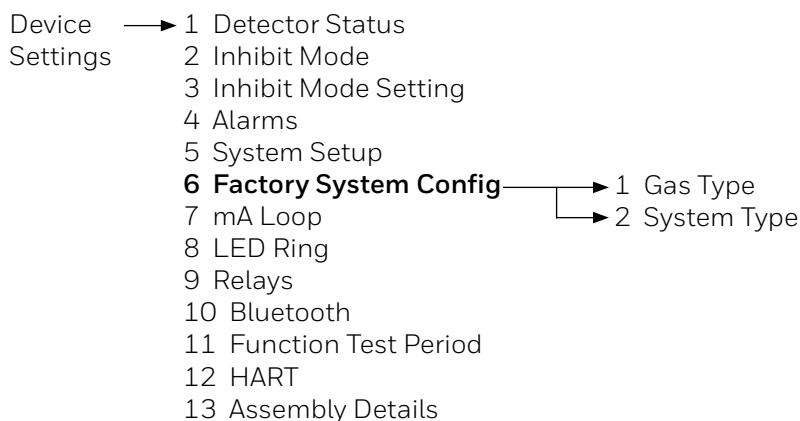 Device
Settings
1 Detector Status
2 Inhibit Mode
3 Inhibit Mode Setting
4 Alarms
5 System Setup
6 Factory System Config
7 mA Loop
8 LED Ring
9 Relays
10 Bluetooth
11 Function Test Period
12 HART
13 Assembly Details
1 Gas Type
2 System Type